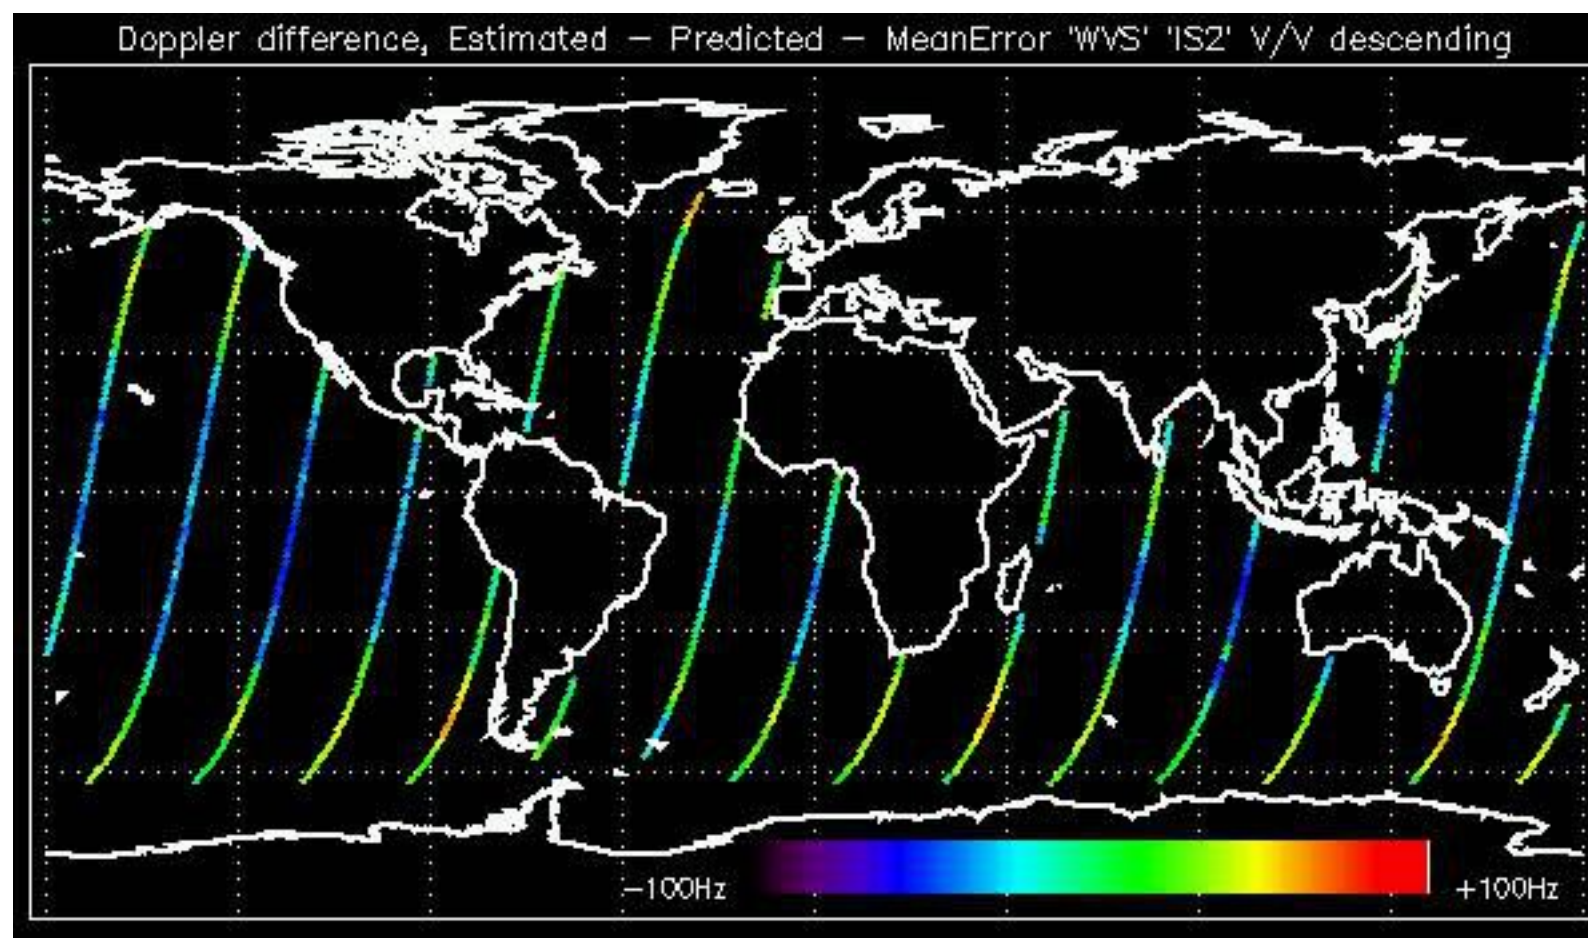 Doppler difference, Estimated – Predicted – MeanError 'WVS' 'IS2' V/V descending
–100Hz +100Hz